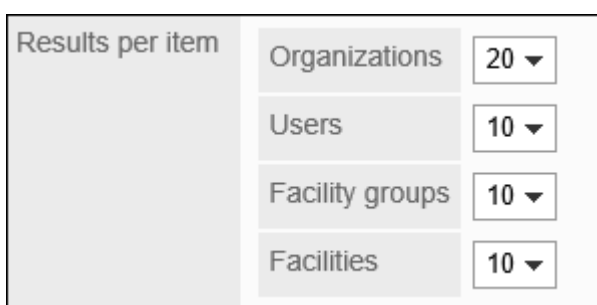 Results per item
Organizations 20
Users 10
Facility groups 10
Facilities 10